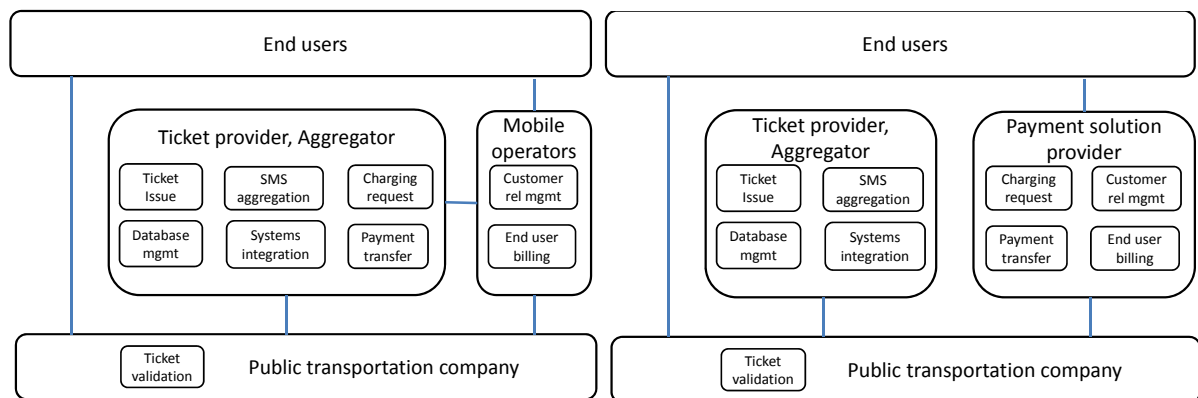 End users
Ticket provider, Aggregator
Ticket
Issue
SMS
aggregation
Charging
request
Database
mgmt
Systems
integration
Payment
transfer
Mobile
operators
Customer
rel mgmt
End user
billing
Ticket
validation
Public transportation company
End users
Ticket provider,
Aggregator
Ticket
Issue
SMS
aggregation
Database
mgmt
Systems
integration
Payment solution
provider
Charging
request
Customer
rel mgmt
Payment
transfer
End user
billing
Ticket
validation
Public transportation company